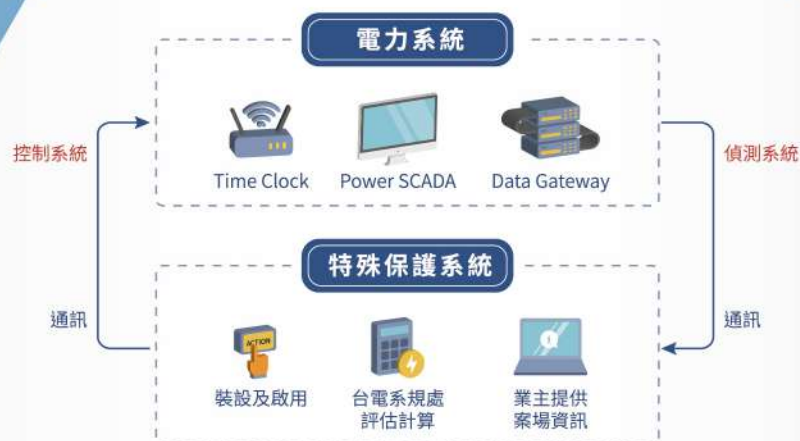 電力系統
控制系統
偵測系統
Time Clock
Power SCADA
Data Gateway
特殊保護系統
通訊
通訊
ACTION
裝設及啟用
台電系規處
評估計算
業主提供
案場資訊